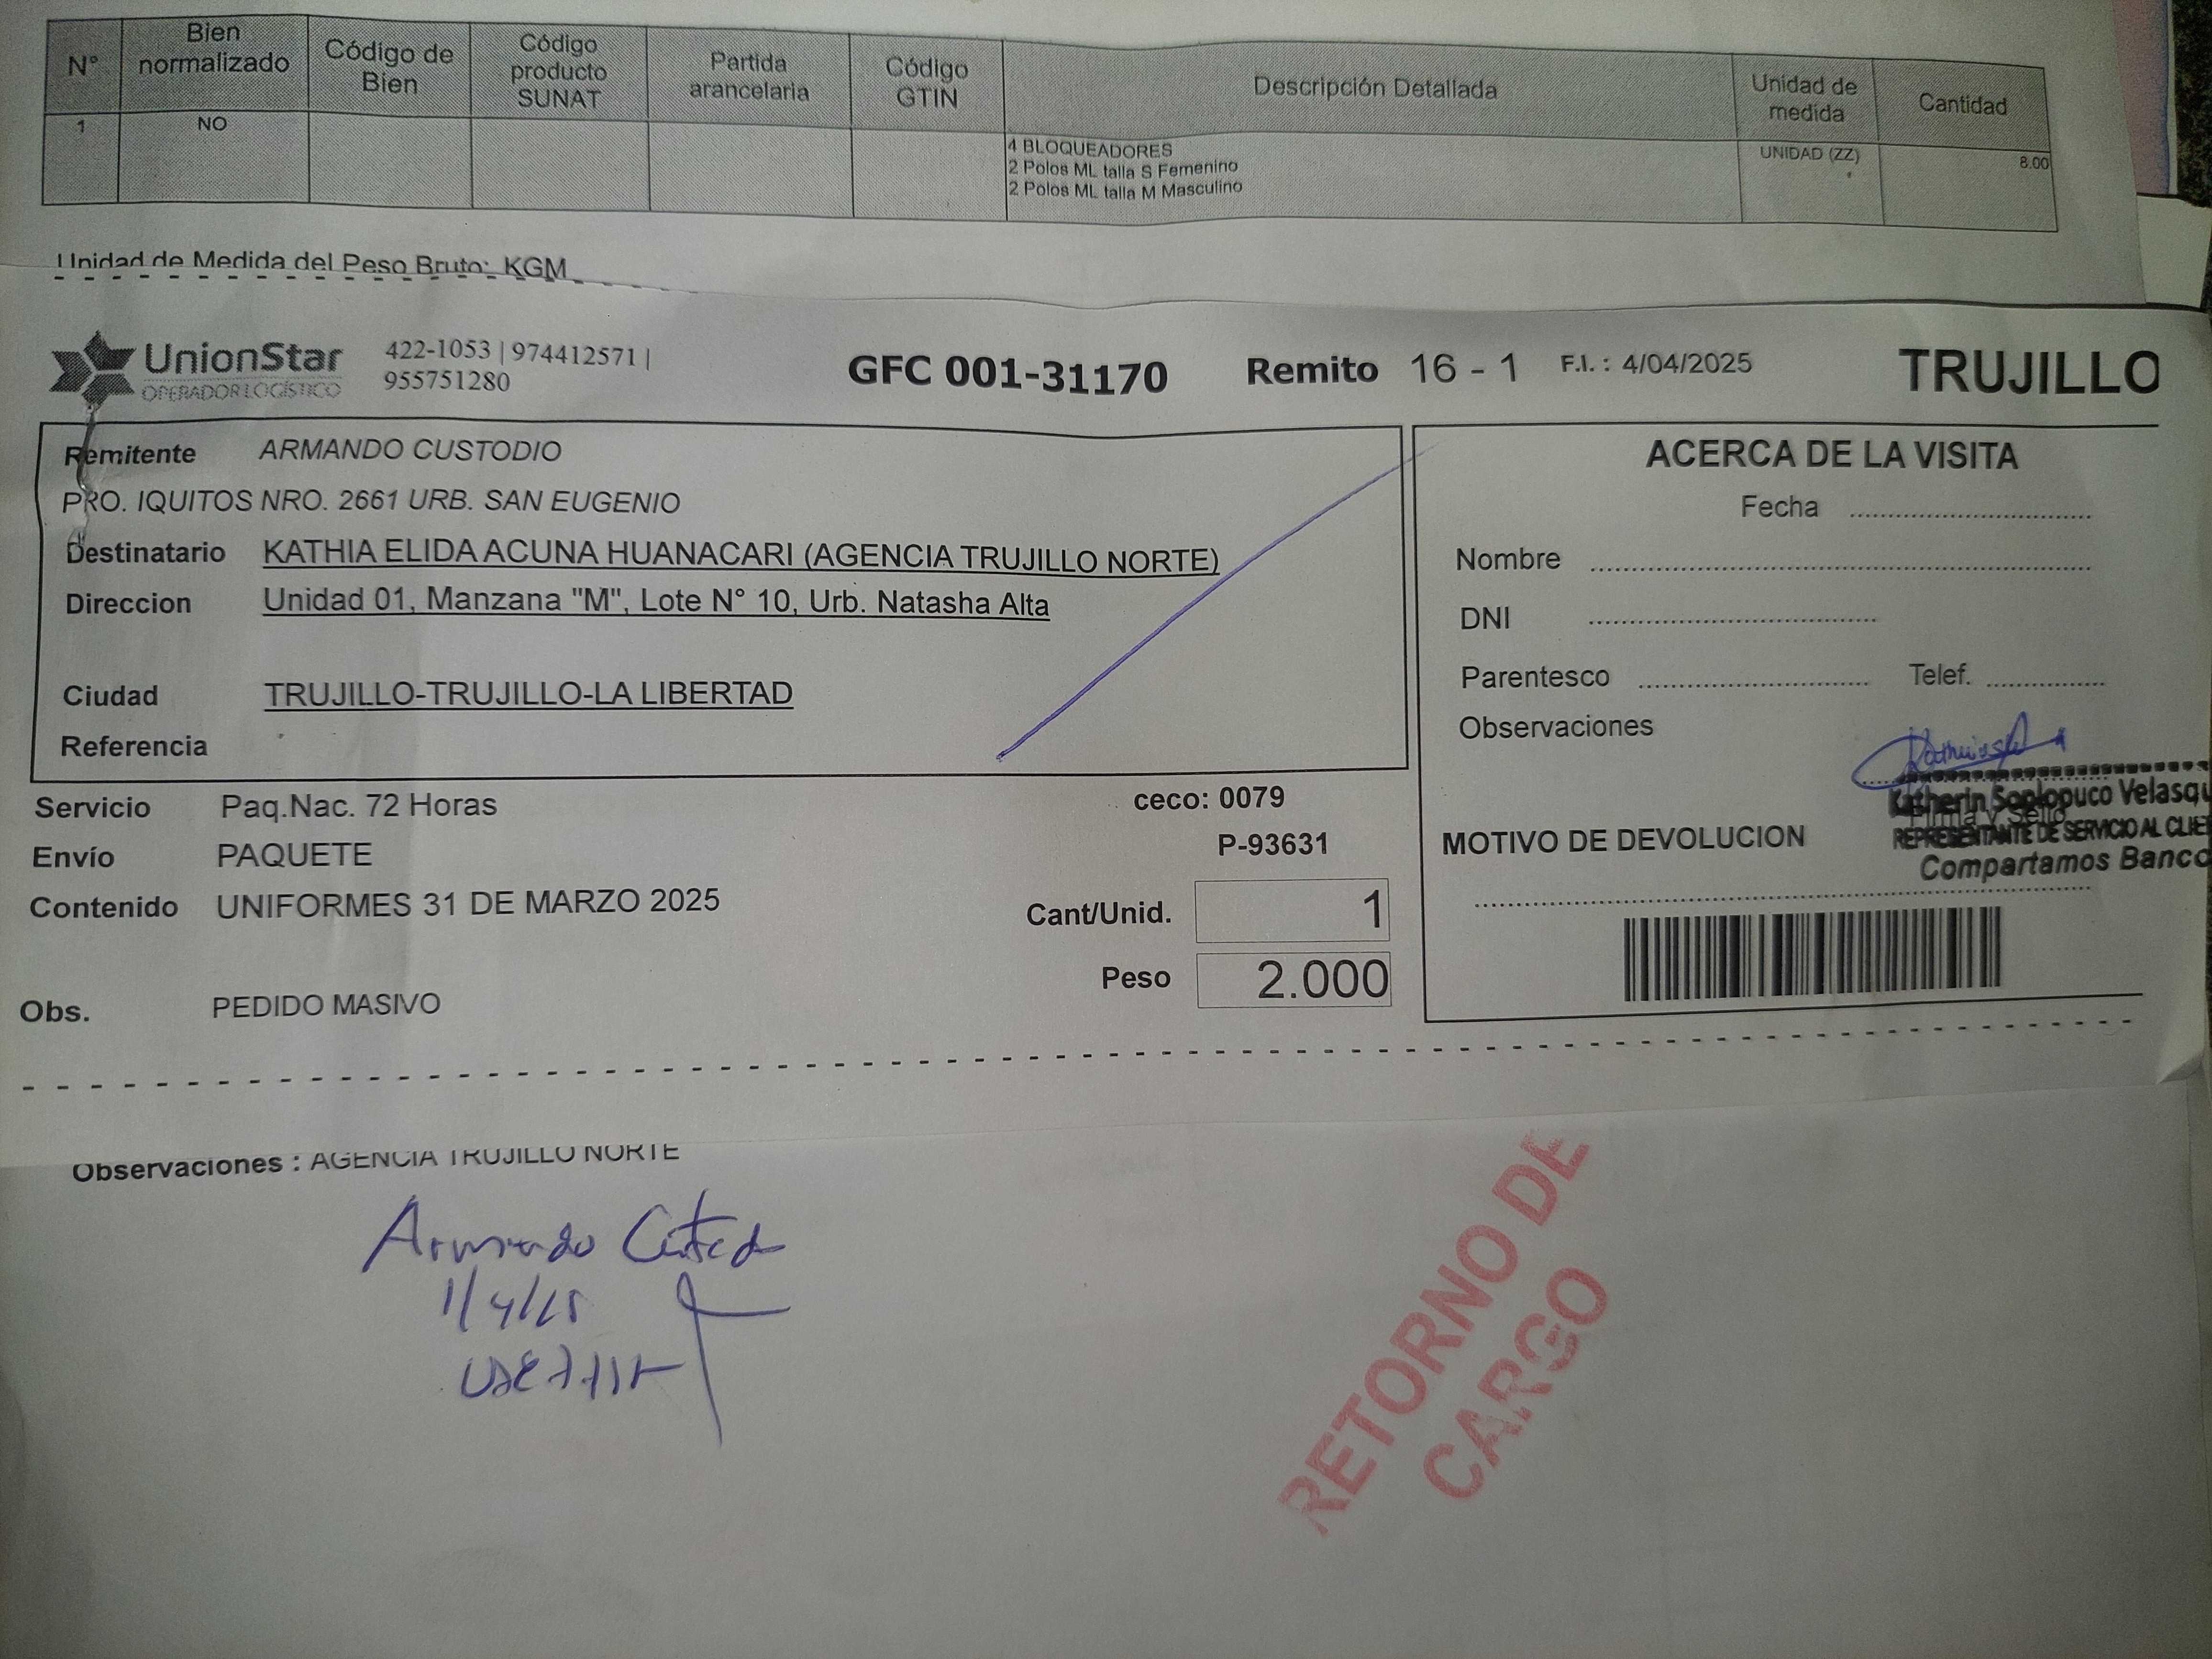 N° Bien normalizado Código de Bien Código producto SUNAT Partida arancelaria Código GTIN Descripción Detallada Unidad de medida Cantidad
1 NO 4 BLOQUEADORES UNIDAD (ZZ) 8.00
2 Polos ML talla S Femenino
2 Polos ML talla M Masculino
Unidad de Medida del Peso Bruto: KGM
UnionStar
OPERADOR LOGÍSTICO
422-1053 | 974412571 |
955751280
GFC 001-31170 Remito 16 - 1 F.I. : 4/04/2025 TRUJILLO
Remitente ARMANDO CUSTODIO
PRO. IQUITOS NRO. 2661 URB. SAN EUGENIO
Destinatario KATHIA ELIDA ACUNA HUANACARI (AGENCIA TRUJILLO NORTE)
Direccion Unidad 01, Manzana "M", Lote N° 10, Urb. Natasha Alta
Ciudad TRUJILLO-TRUJILLO-LA LIBERTAD
Referencia
ACERCA DE LA VISITA
Fecha
Nombre
DNI
Parentesco Telef.
Observaciones
Katherin Soplopuco Velasqu
Firma y Sello
REPRESENTANTE DE SERVICIO AL CLIE
Compartamos Banco
MOTIVO DE DEVOLUCION
Servicio Paq.Nac. 72 Horas ceco: 0079
Envío PAQUETE P-93631
Contenido UNIFORMES 31 DE MARZO 2025 Cant/Unid. 1
Peso 2.000
Obs. PEDIDO MASIVO
Observaciones : AGENCIA TRUJILLO NORTE
Armando
1/4/25
RETORNO DE
CARGO